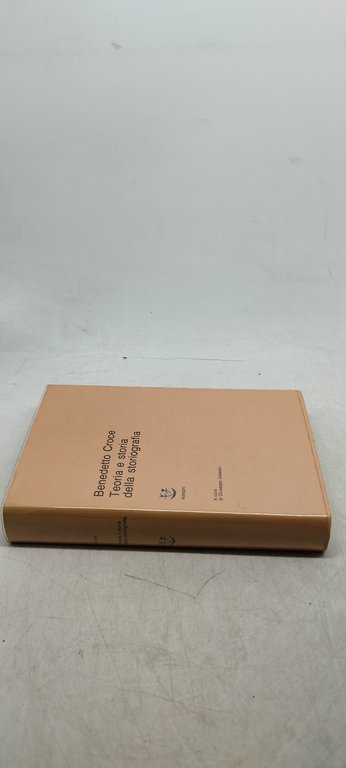 Benedetto Croce
Teoria e storia
della storiografia
Adelphi
A cura
di Giuseppe Galasso